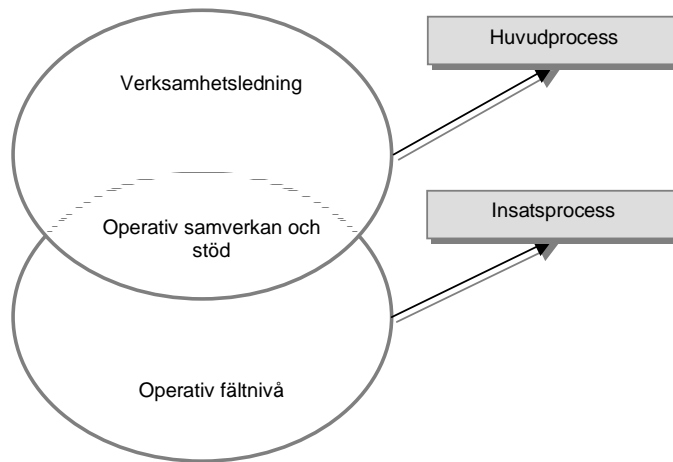 Huvudprocess
Verksamhetsledning
Insatsprocess
Operativ samverkan och
stöd
Operativ fältnivå